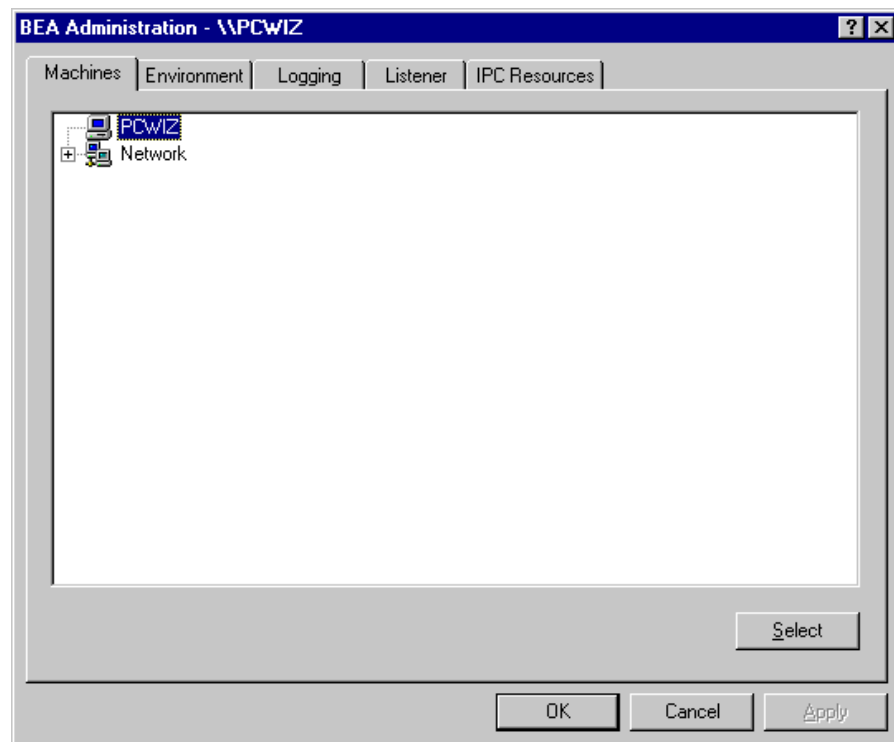 BEA Administration - \\PCWIZ
Machines Environment Logging Listener IPC Resources
PCWIZ
Network
Select
OK Cancel Apply